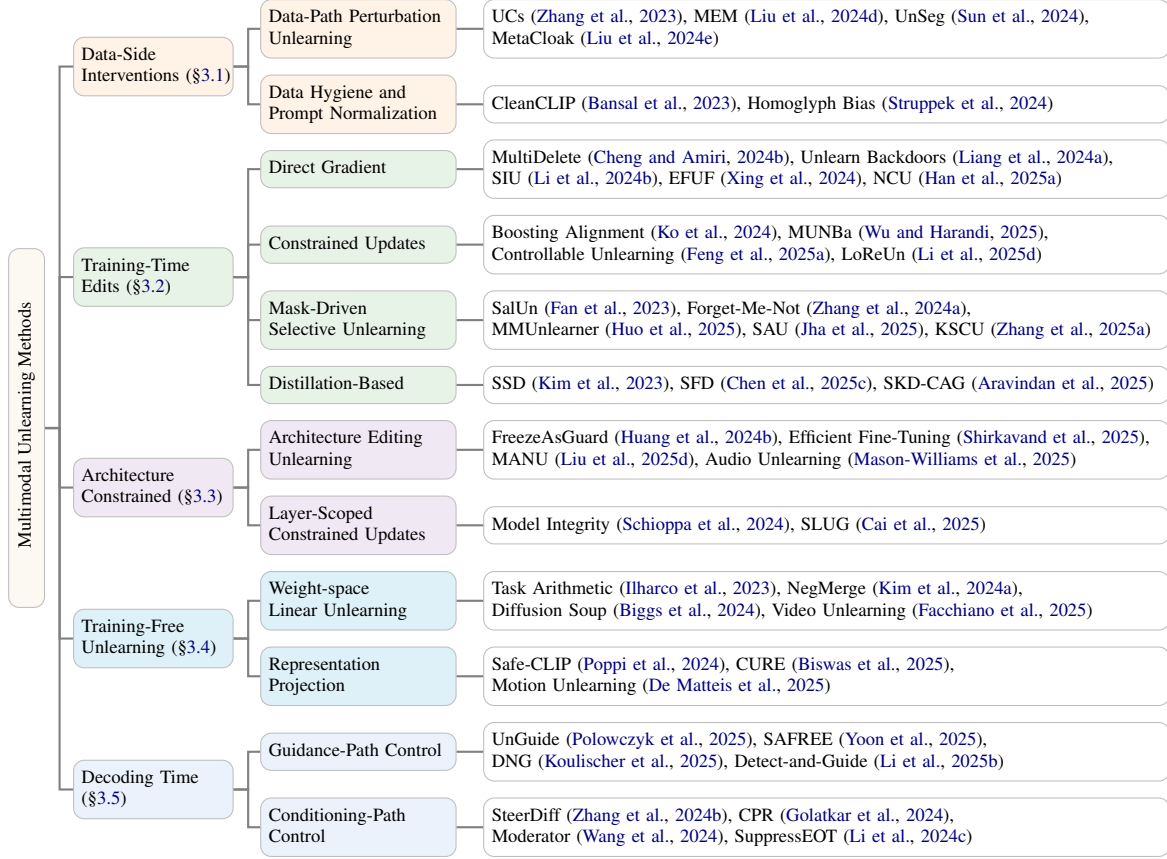 Multimodal Unlearning Methods
Data-Side
Interventions (§3.1)
Data-Path Perturbation
Unlearning
UCs (Zhang et al., 2023), MEM (Liu et al., 2024d), UnSeg (Sun et al., 2024),
MetaCloak (Liu et al., 2024e)
Data Hygiene and
Prompt Normalization
CleanCLIP (Bansal et al., 2023), Homoglyph Bias (Struppek et al., 2024)
Training-Time
Edits (§3.2)
Direct Gradient
MultiDelete (Cheng and Amiri, 2024b), Unlearn Backdoors (Liang et al., 2024a),
SIU (Li et al., 2024b), EFUF (Xing et al., 2024), NCU (Han et al., 2025a)
Constrained Updates
Boosting Alignment (Ko et al., 2024), MUNBa (Wu and Harandi, 2025),
Controllable Unlearning (Feng et al., 2025a), LoReUn (Li et al., 2025d)
Mask-Driven
Selective Unlearning
SalUn (Fan et al., 2023), Forget-Me-Not (Zhang et al., 2024a),
MMUnlearner (Huo et al., 2025), SAU (Jha et al., 2025), KSCU (Zhang et al., 2025a)
Distillation-Based
SSD (Kim et al., 2023), SFD (Chen et al., 2025c), SKD-CAG (Aravindan et al., 2025)
Architecture
Constrained (§3.3)
Architecture Editing
Unlearning
FreezeAsGuard (Huang et al., 2024b), Efficient Fine-Tuning (Shirkavand et al., 2025),
MANU (Liu et al., 2025d), Audio Unlearning (Mason-Williams et al., 2025)
Layer-Scoped
Constrained Updates
Model Integrity (Schioppa et al., 2024), SLUG (Cai et al., 2025)
Training-Free
Unlearning (§3.4)
Weight-space
Linear Unlearning
Task Arithmetic (Ilharco et al., 2023), NegMerge (Kim et al., 2024a),
Diffusion Soup (Biggs et al., 2024), Video Unlearning (Facchiano et al., 2025)
Representation
Projection
Safe-CLIP (Poppi et al., 2024), CURE (Biswas et al., 2025),
Motion Unlearning (De Matteis et al., 2025)
Decoding Time
(§3.5)
Guidance-Path Control
UnGuide (Polowczyk et al., 2025), SAFREE (Yoon et al., 2025),
DNG (Koulischer et al., 2025), Detect-and-Guide (Li et al., 2025b)
Conditioning-Path
Control
SteerDiff (Zhang et al., 2024b), CPR (Golatkar et al., 2024),
Moderator (Wang et al., 2024), SuppressEOT (Li et al., 2024c)